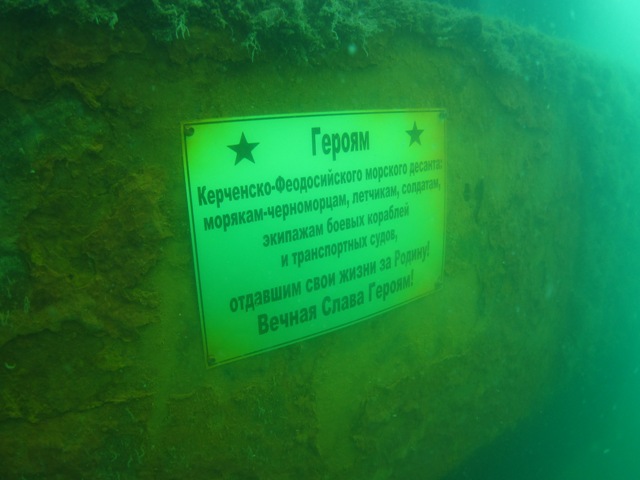 Героям
Керченско-Феодосийского морского десанта:
морякам-черноморцам, летчикам, солдатам,
экипажам боевых кораблей
и транспортных судов,
отдавшим свои жизни за Родину!
Вечная Слава Героям!